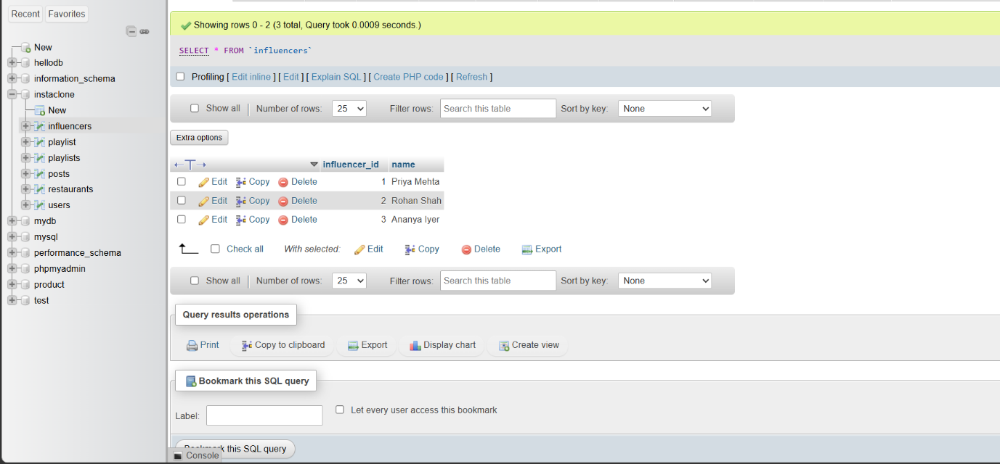 Recent Favorites
New
hellodb
information_schema
instaclone
New
influencers
playlist
playlists
posts
restaurants
users
mydb
mysql
performance_schema
phpmyadmin
product
test
Showing rows 0 - 2 (3 total, Query took 0.0009 seconds.)
SELECT * FROM `influencers`
Profiling [ Edit inline ] [ Edit ] [ Explain SQL ] [ Create PHP code ] [ Refresh ]
Show all Number of rows: 25 Filter rows: Search this table Sort by key: None
Extra options
←T→ influencer_id name
Edit Copy Delete 1 Priya Mehta
Edit Copy Delete 2 Rohan Shah
Edit Copy Delete 3 Ananya Iyer
Check all With selected: Edit Copy Delete Export
Show all Number of rows: 25 Filter rows: Search this table Sort by key: None
Query results operations
Print Copy to clipboard Export Display chart Create view
Bookmark this SQL query
Label: Let every user access this bookmark
Bookmark this SQL query
Console